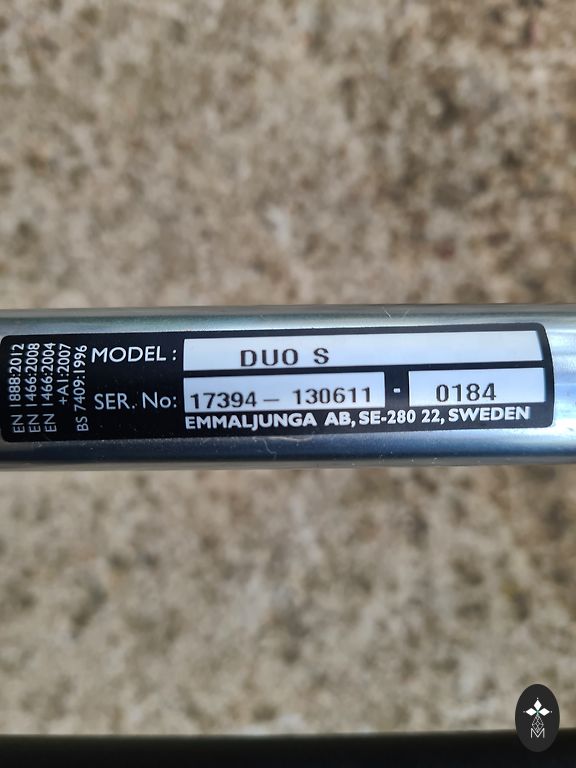 EN 1888:2012
EN 1466:2008
EN 1466:2004
+A1:2007
BS 7409:1996
MODEL: DUO S
SER. No: 17394- 130611 - 0184
EMMALJUNGA AB, SE-280 22, SWEDEN
M